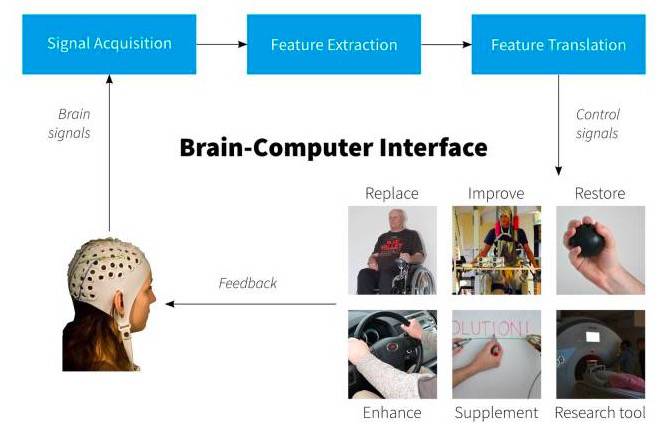 Signal Acquisition
Feature Extraction
Feature Translation
Brain
signals
Control
signals
Brain-Computer Interface
Replace
Improve
Restore
Feedback
OLUTION!
Enhance
Supplement
Research tool